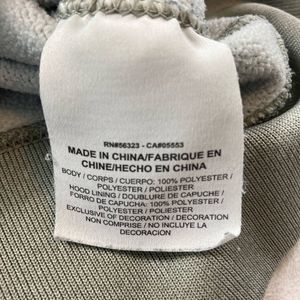 RN#56323 - CA#05553
MADE IN CHINA/FABRIQUE EN
CHINE/HECHO EN CHINA
BODY / CORPS / CUERPO: 100% POLYESTER /
POLYESTER / POLIESTER
HOOD LINING / DOUBLURE DE CAPUCHE /
FORRO DE CAPUCHA: 100% POLYESTER /
POLYESTER / POLIESTER
EXCLUSIVE OF DECORATION / DECORATION
NON COMPRISE / NO INCLUYE LA
DECORACION